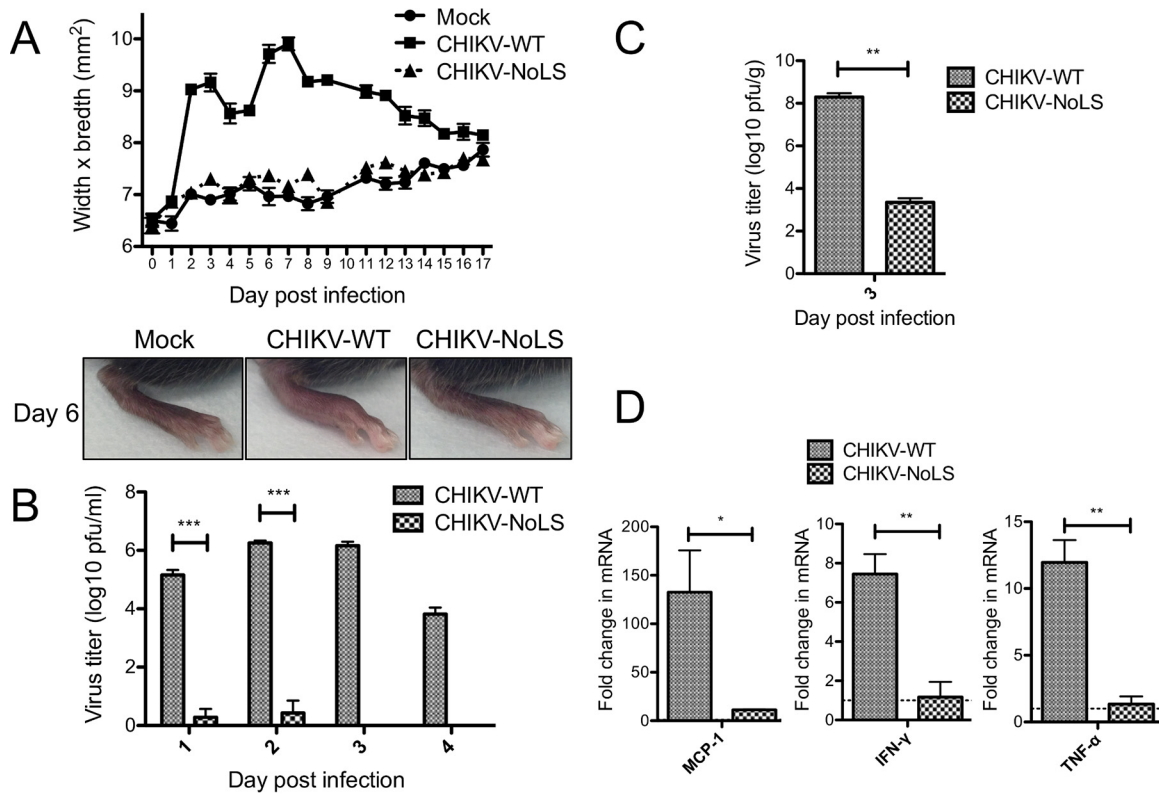 A
Width x bredth (mm²)
10
9
8
7
6
Mock
CHIKV-WT
CHIKV-NoLS
0 1 2 3 4 5 6 7 8 9 10 11 12 13 14 15 16 17
Day post infection
Mock CHIKV-WT CHIKV-NoLS
Day 6
B
Virus titer (log10 pfu/ml)
8
6
4
2
0
*** ***
CHIKV-WT
CHIKV-NoLS
1 2 3 4
Day post infection
C
Virus titer (log10 pfu/g)
10
8
6
4
2
0
**
CHIKV-WT
CHIKV-NoLS
3
Day post infection
D
CHIKV-WT
CHIKV-NoLS
Fold change in mRNA
200
150
100
50
0
*
MCP-1
Fold change in mRNA
10
8
6
4
2
0
**
IFN-γ
Fold change in mRNA
15
10
5
0
**
TNF-α